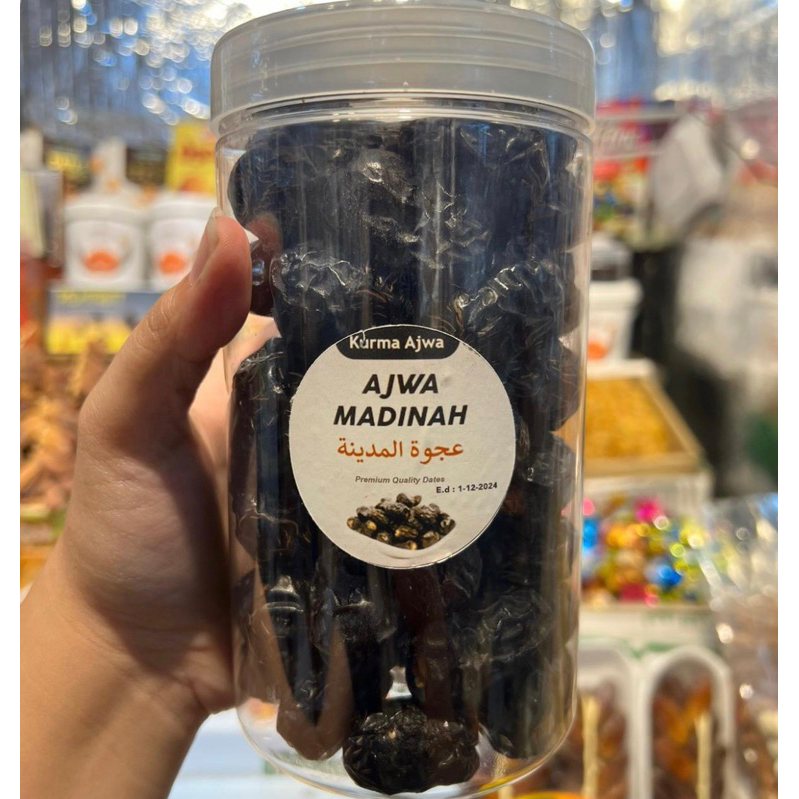 Kurma Ajwa
AJWA
MADINAH
عجوة المدينة
Premium Quality Dates
E.d : 1-12-2024